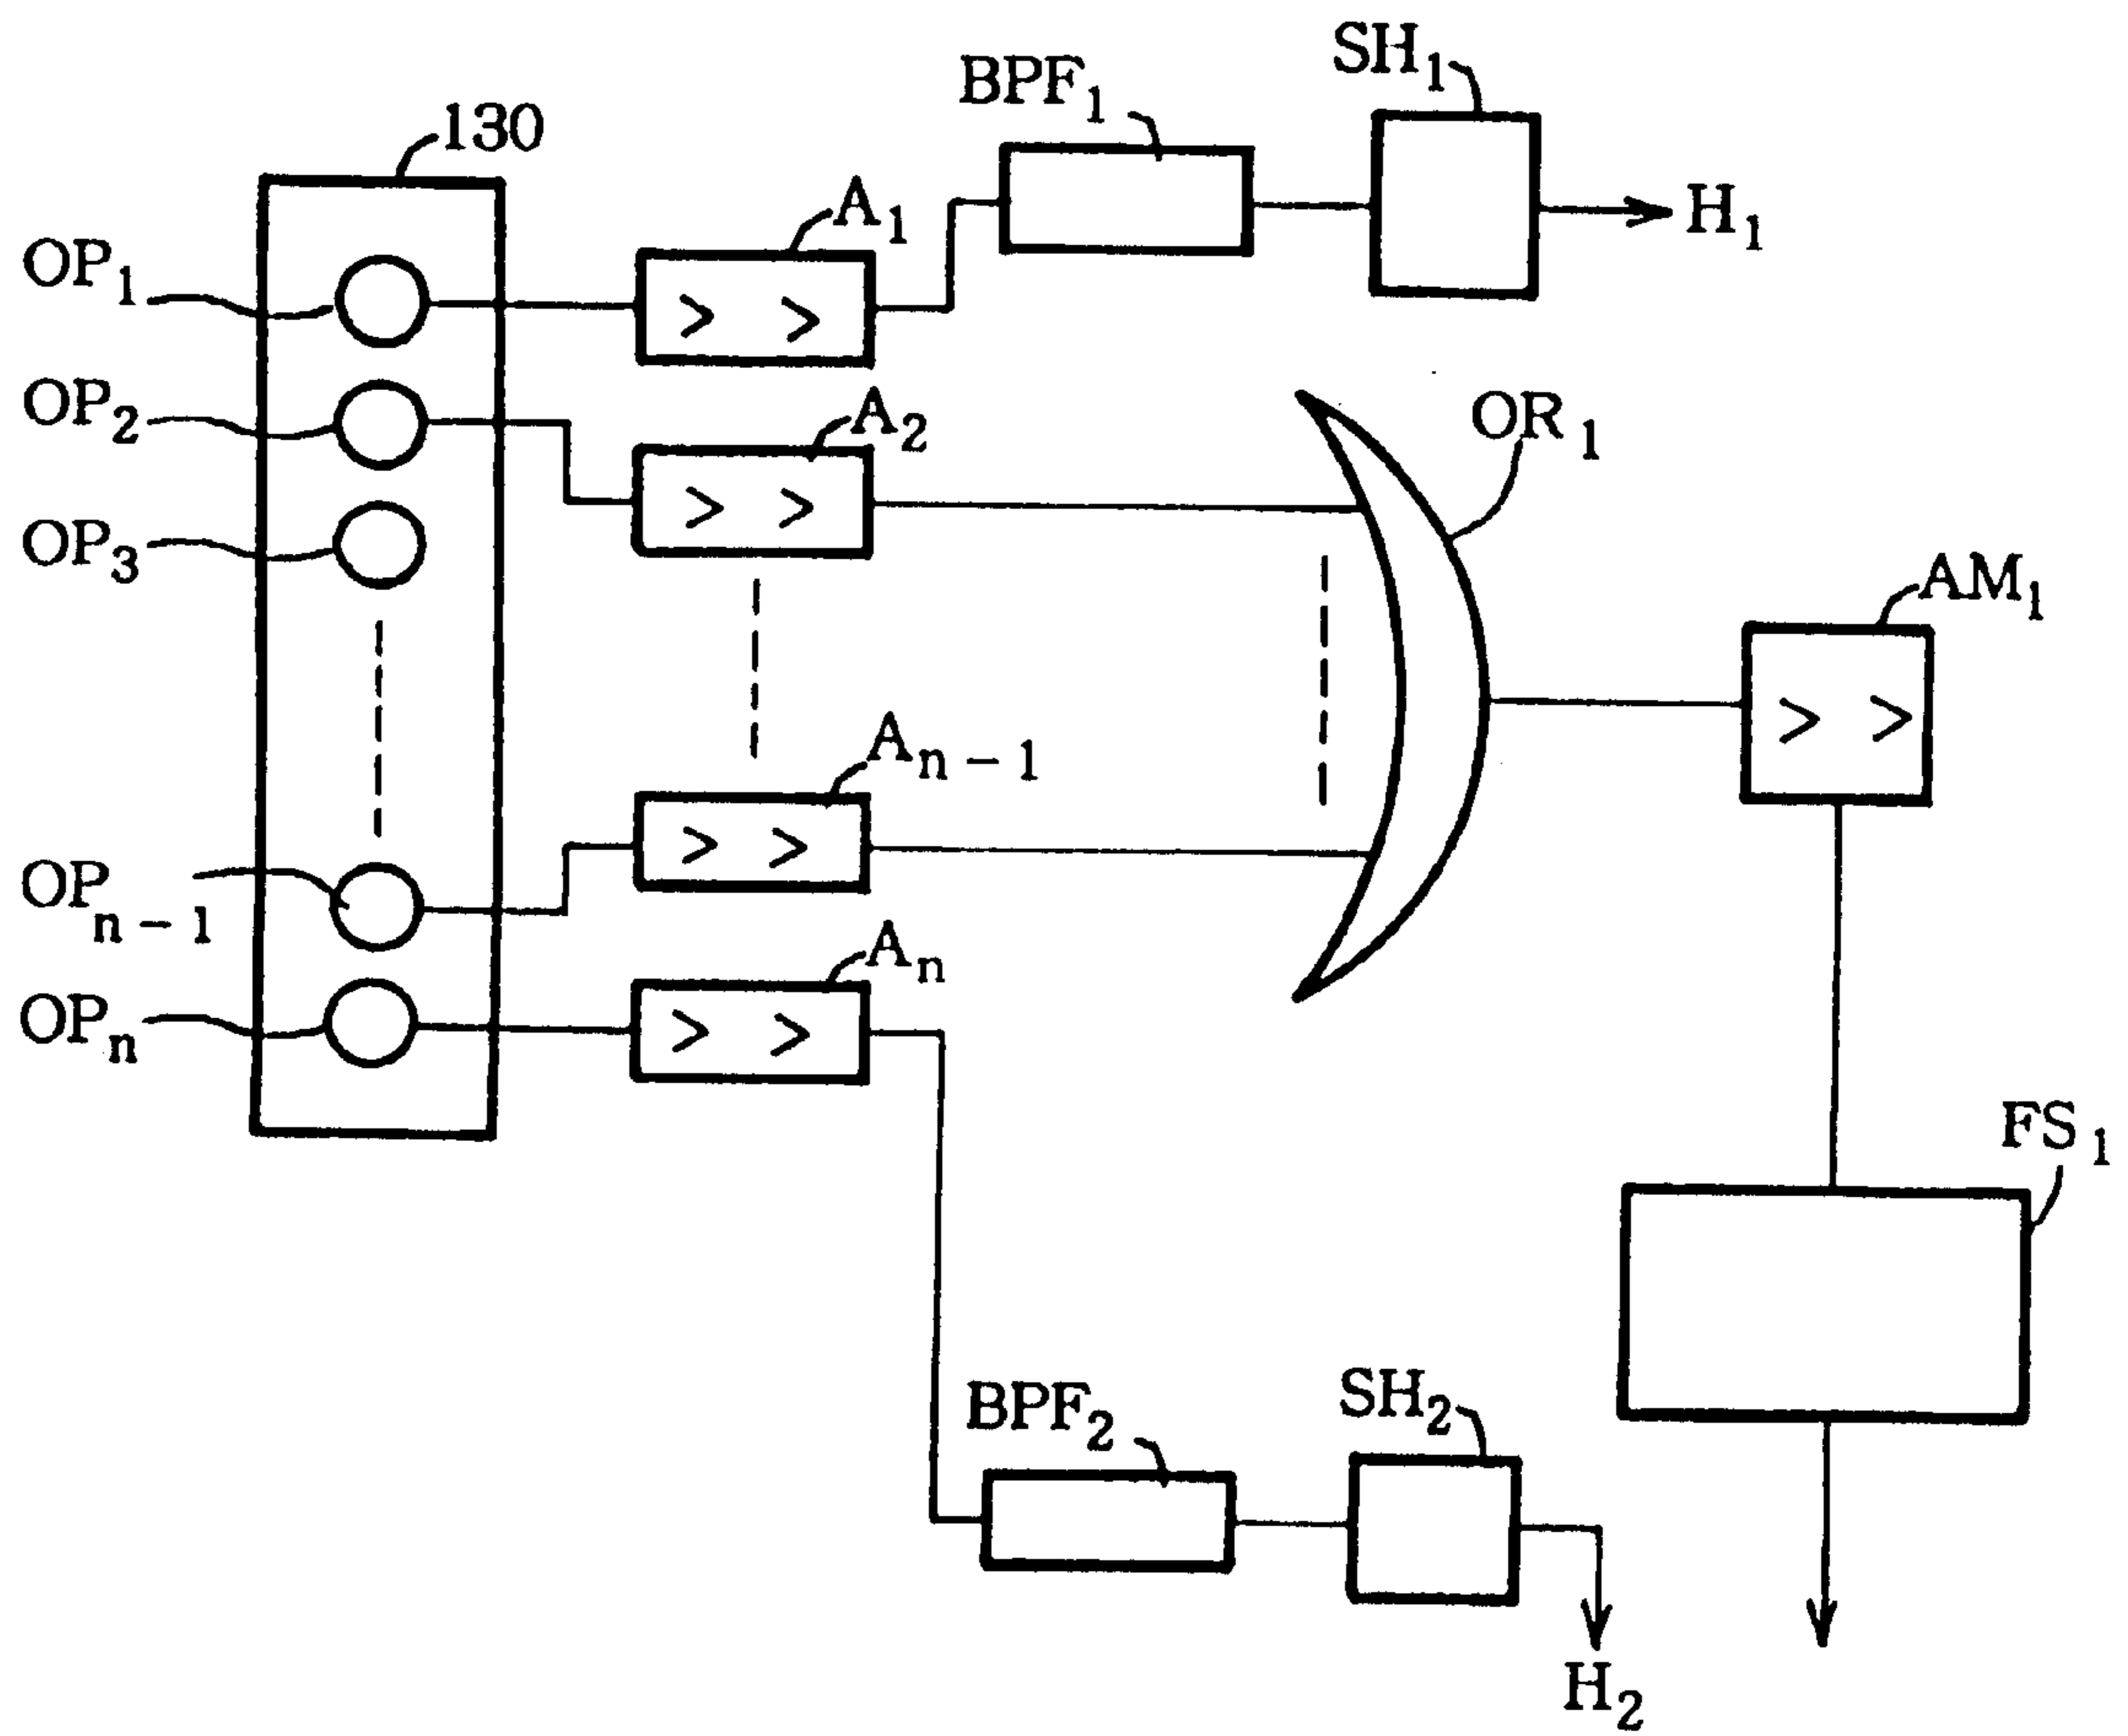 SH₁
BPF₁
130
A₁
H₁
OP₁
> >
OP₂
A₂
OR₁
> >
OP₃
AM₁
> >
Aₙ₋₁
> >
OPₙ₋₁
Aₙ
OPₙ
> >
FS₁
SH₂
BPF₂
H₂